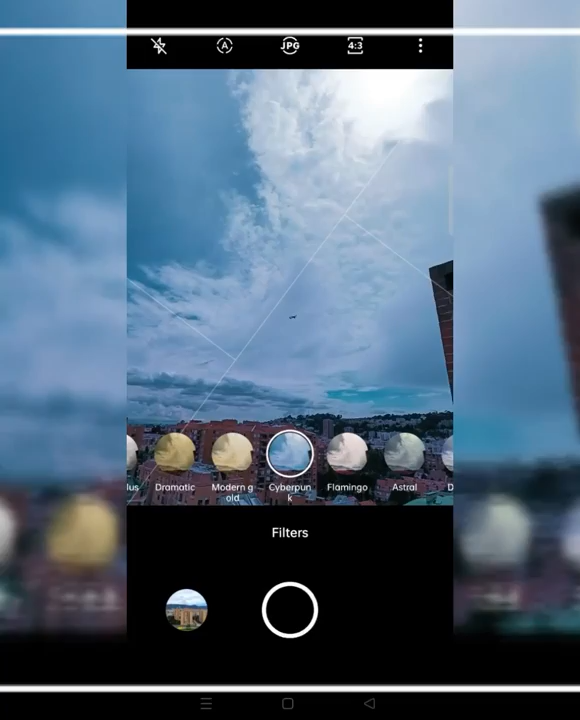 A
JPG
4:3
lus
Dramatic
Modern g
old
Cyberpun
k
Flamingo
Astral
D
Filters